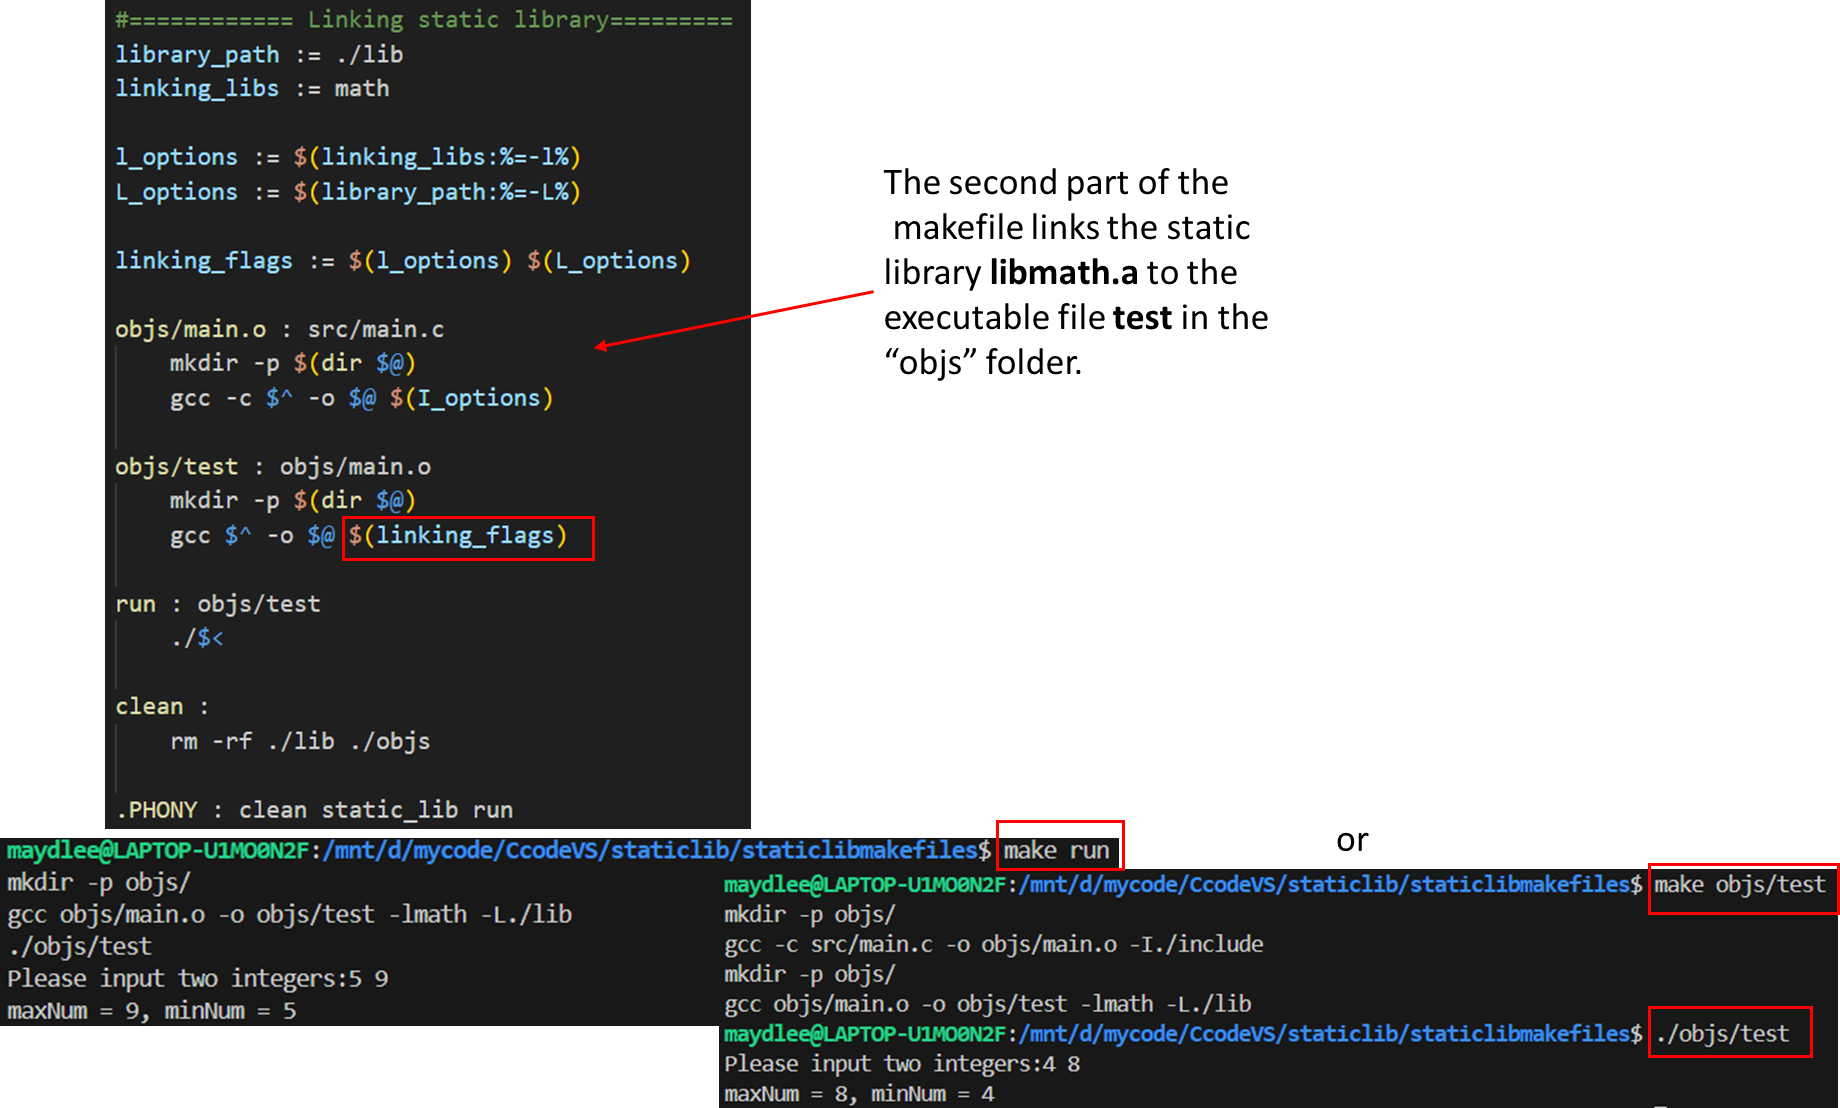 #============ Linking static library=========
library_path := ./lib
linking_libs := math
l_options := $(linking_libs:%=-l%)
L_options := $(library_path:%=-L%)
linking_flags := $(l_options) $(L_options)
objs/main.o : src/main.c
mkdir -p $(dir $@)
gcc -c $^ -o $@ $(I_options)
objs/test : objs/main.o
mkdir -p $(dir $@)
gcc $^ -o $@ $(linking_flags)
run : objs/test
./$<
clean :
rm -rf ./lib ./objs
.PHONY : clean static_lib run
The second part of the
makefile links the static
library libmath.a to the
executable file test in the
“objs” folder.
maydlee@LAPTOP-U1MO0N2F:/mnt/d/mycode/CcodeVS/staticlib/staticlibmakefiles$ make run
mkdir -p objs/
gcc objs/main.o -o objs/test -lmath -L./lib
./objs/test
Please input two integers:5 9
maxNum = 9, minNum = 5
or
maydlee@LAPTOP-U1MO0N2F:/mnt/d/mycode/CcodeVS/staticlib/staticlibmakefiles$ make objs/test
mkdir -p objs/
gcc -c src/main.c -o objs/main.o -I./include
mkdir -p objs/
gcc objs/main.o -o objs/test -lmath -L./lib
maydlee@LAPTOP-U1MO0N2F:/mnt/d/mycode/CcodeVS/staticlib/staticlibmakefiles$ ./objs/test
Please input two integers:4 8
maxNum = 8, minNum = 4